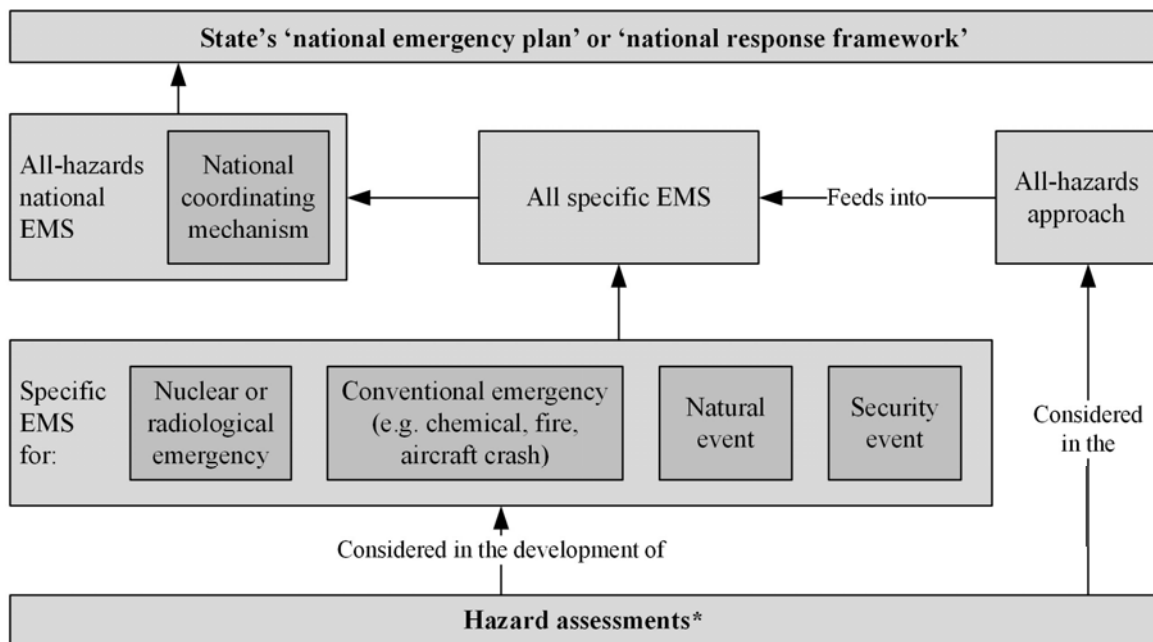 State’s ‘national emergency plan’ or ‘national response framework’
All-hazards
national
EMS
National
coordinating
mechanism
All specific EMS
Feeds into
All-hazards
approach
Specific
EMS
for:
Nuclear or
radiological
emergency
Conventional emergency
(e.g. chemical, fire,
aircraft crash)
Natural
event
Security
event
Considered
in the
Considered in the development of
Hazard assessments*